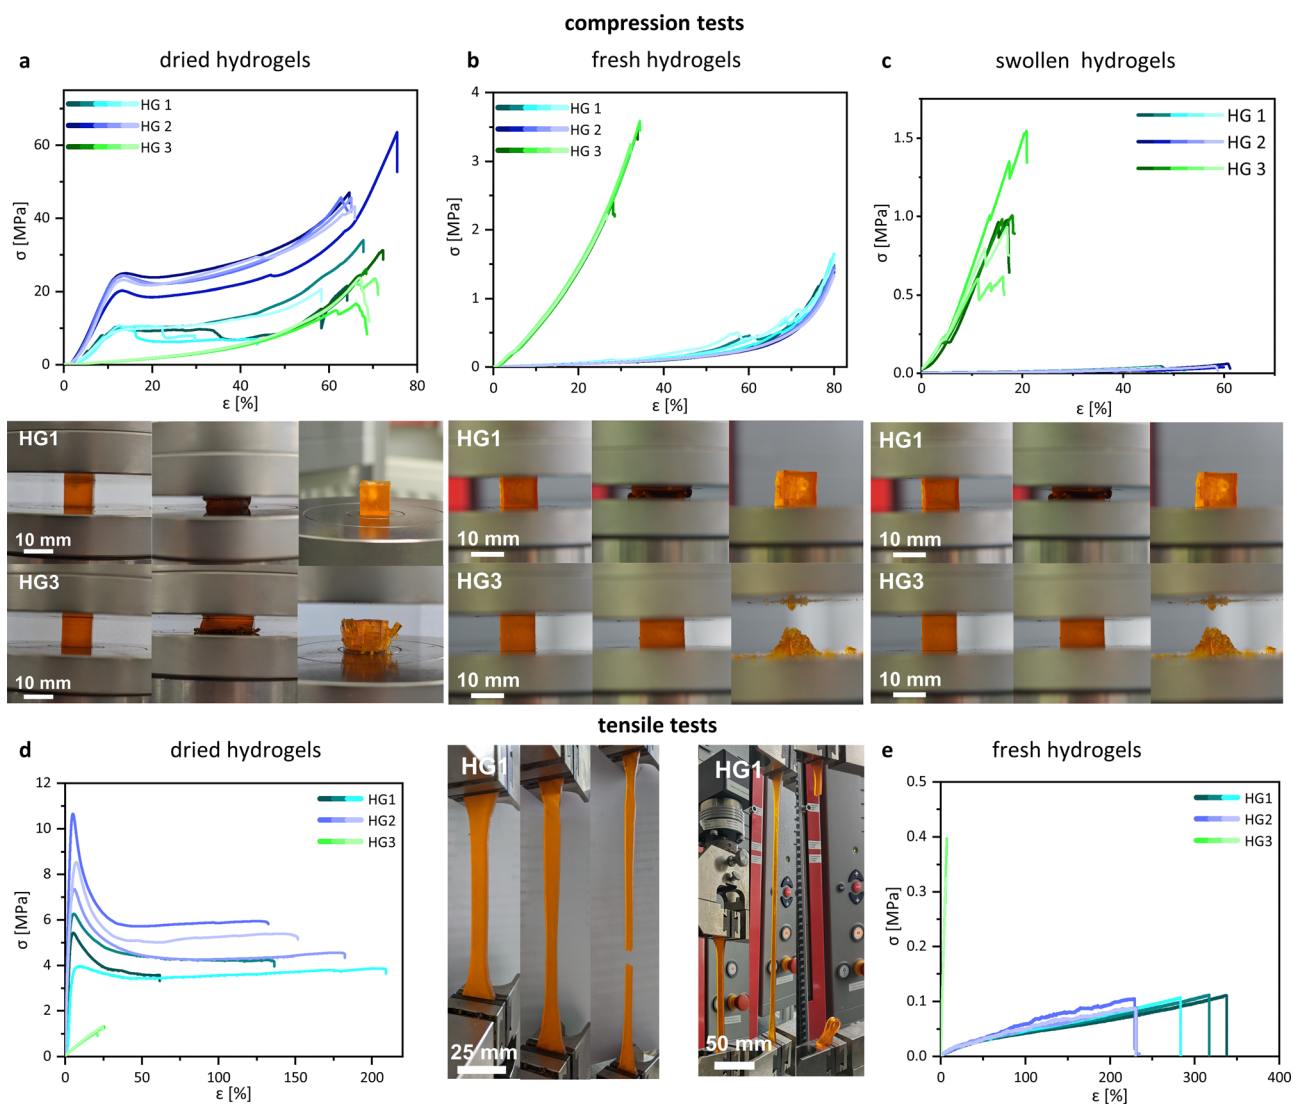 compression tests
a dried hydrogels
b fresh hydrogels
c swollen hydrogels
HG 1
HG 2
HG 3
σ [MPa]
60
40
20
0
0 20 40 60 80
ε [%]
HG 1
HG 2
HG 3
σ [MPa]
4
3
2
1
0
0 20 40 60 80
ε [%]
HG 1
HG 2
HG 3
σ [MPa]
1.5
1.0
0.5
0.0
0 20 40 60
ε [%]
HG1
10 mm
HG3
10 mm
HG1
10 mm
HG3
10 mm
HG1
10 mm
HG3
10 mm
tensile tests
d dried hydrogels
HG1
HG2
HG3
σ [MPa]
12
10
8
6
4
2
0
0 50 100 150 200
ε [%]
HG1
25 mm
HG1
50 mm
e fresh hydrogels
HG1
HG2
HG3
σ [MPa]
0.5
0.4
0.3
0.2
0.1
0.0
0 100 200 300 400
ε [%]